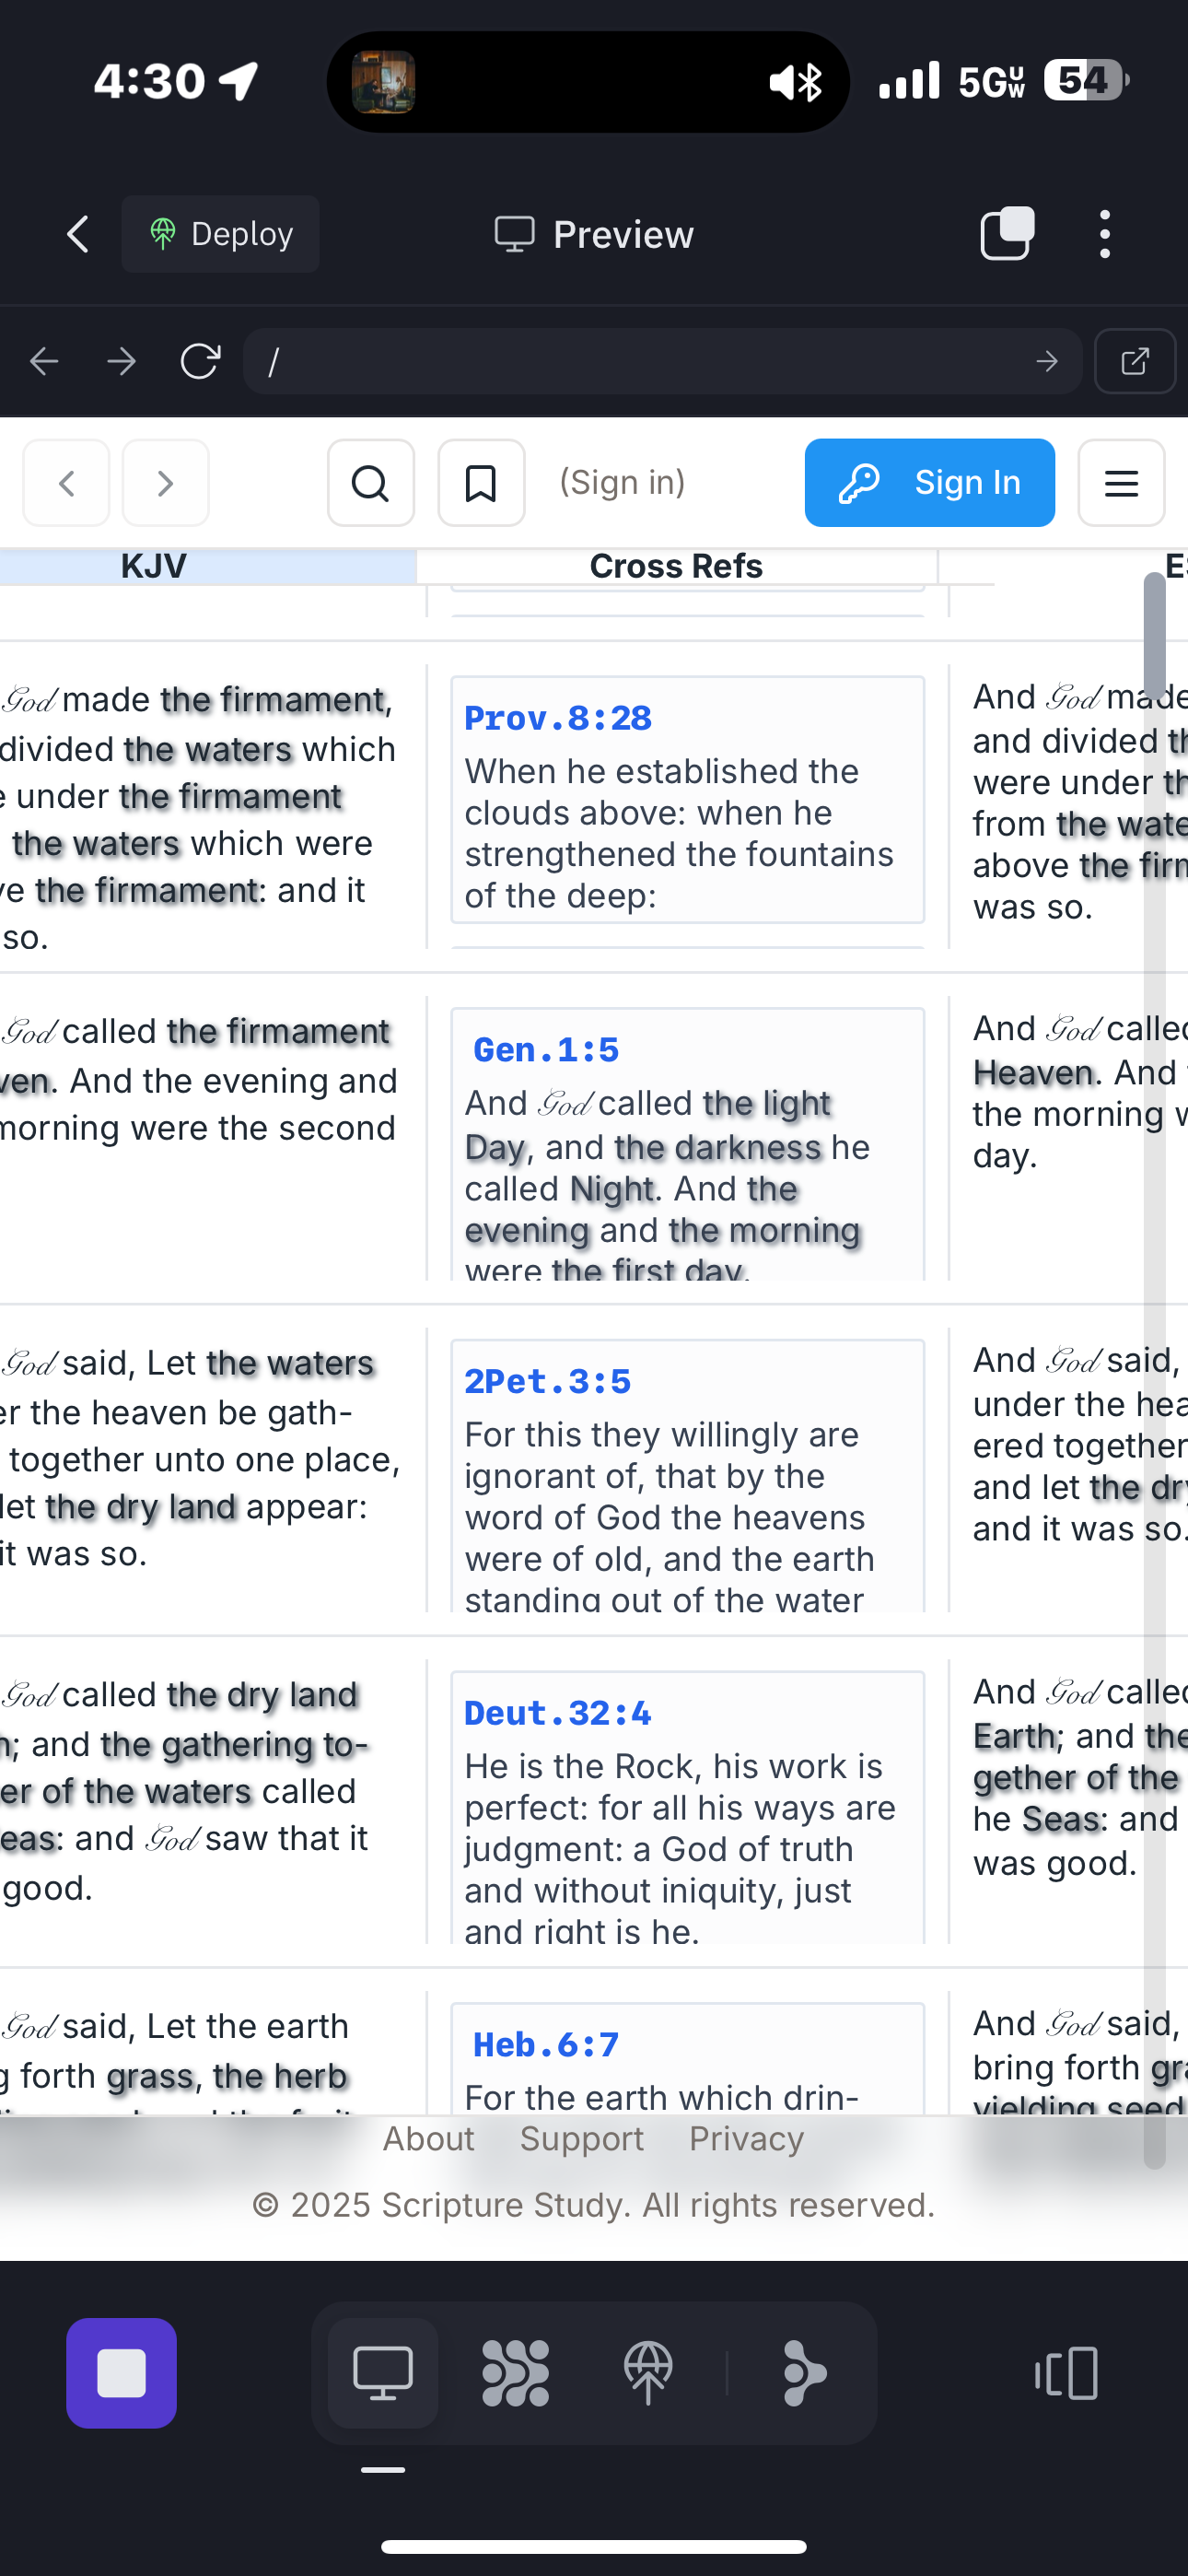 4:30
5GUW 54
Deploy
Preview
/
(Sign in)
Sign In
KJV
Cross Refs
God made the firmament,
divided the waters which
under the firmament
the waters which were
the firmament: and it
so.
Prov.8:28
When he established the
clouds above: when he
strengthened the fountains
of the deep:
And God made
and divided
were under
from the
above the
was so.
God called the firmament
And the evening and
morning were the second
Gen.1:5
And God called the light
Day, and the darkness he
called Night. And the
evening and the morning
were the first day.
And God called
Heaven. And
the morning
day.
God said, Let the waters
the heaven be gath-
together unto one place,
let the dry land appear:
it was so.
2Pet.3:5
For this they willingly are
ignorant of, that by the
word of God the heavens
were of old, and the earth
standing out of the water
And God said,
under the
ered together
and let the dry
and it was so.
God called the dry land
; and the gathering to-
of the waters called
: and God saw that it
good.
Deut.32:4
He is the Rock, his work is
perfect: for all his ways are
judgment: a God of truth
and without iniquity, just
and right is he.
And God called
Earth; and the
gether of the
he Seas: and
was good.
God said, Let the earth
forth grass, the herb
Heb.6:7
For the earth which drin-
And God said,
bring forth
yielding seed
About Support Privacy
© 2025 Scripture Study. All rights reserved.